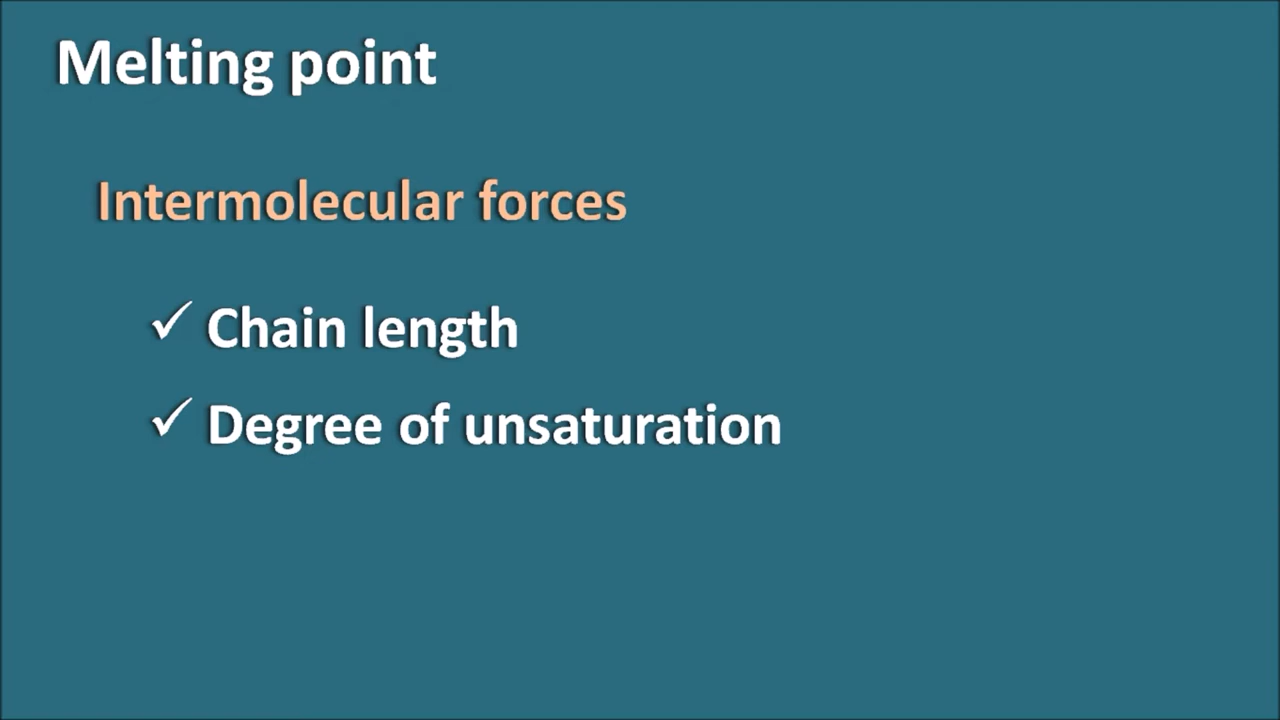 Melting point
Intermolecular forces
✓ Chain length
✓ Degree of unsaturation